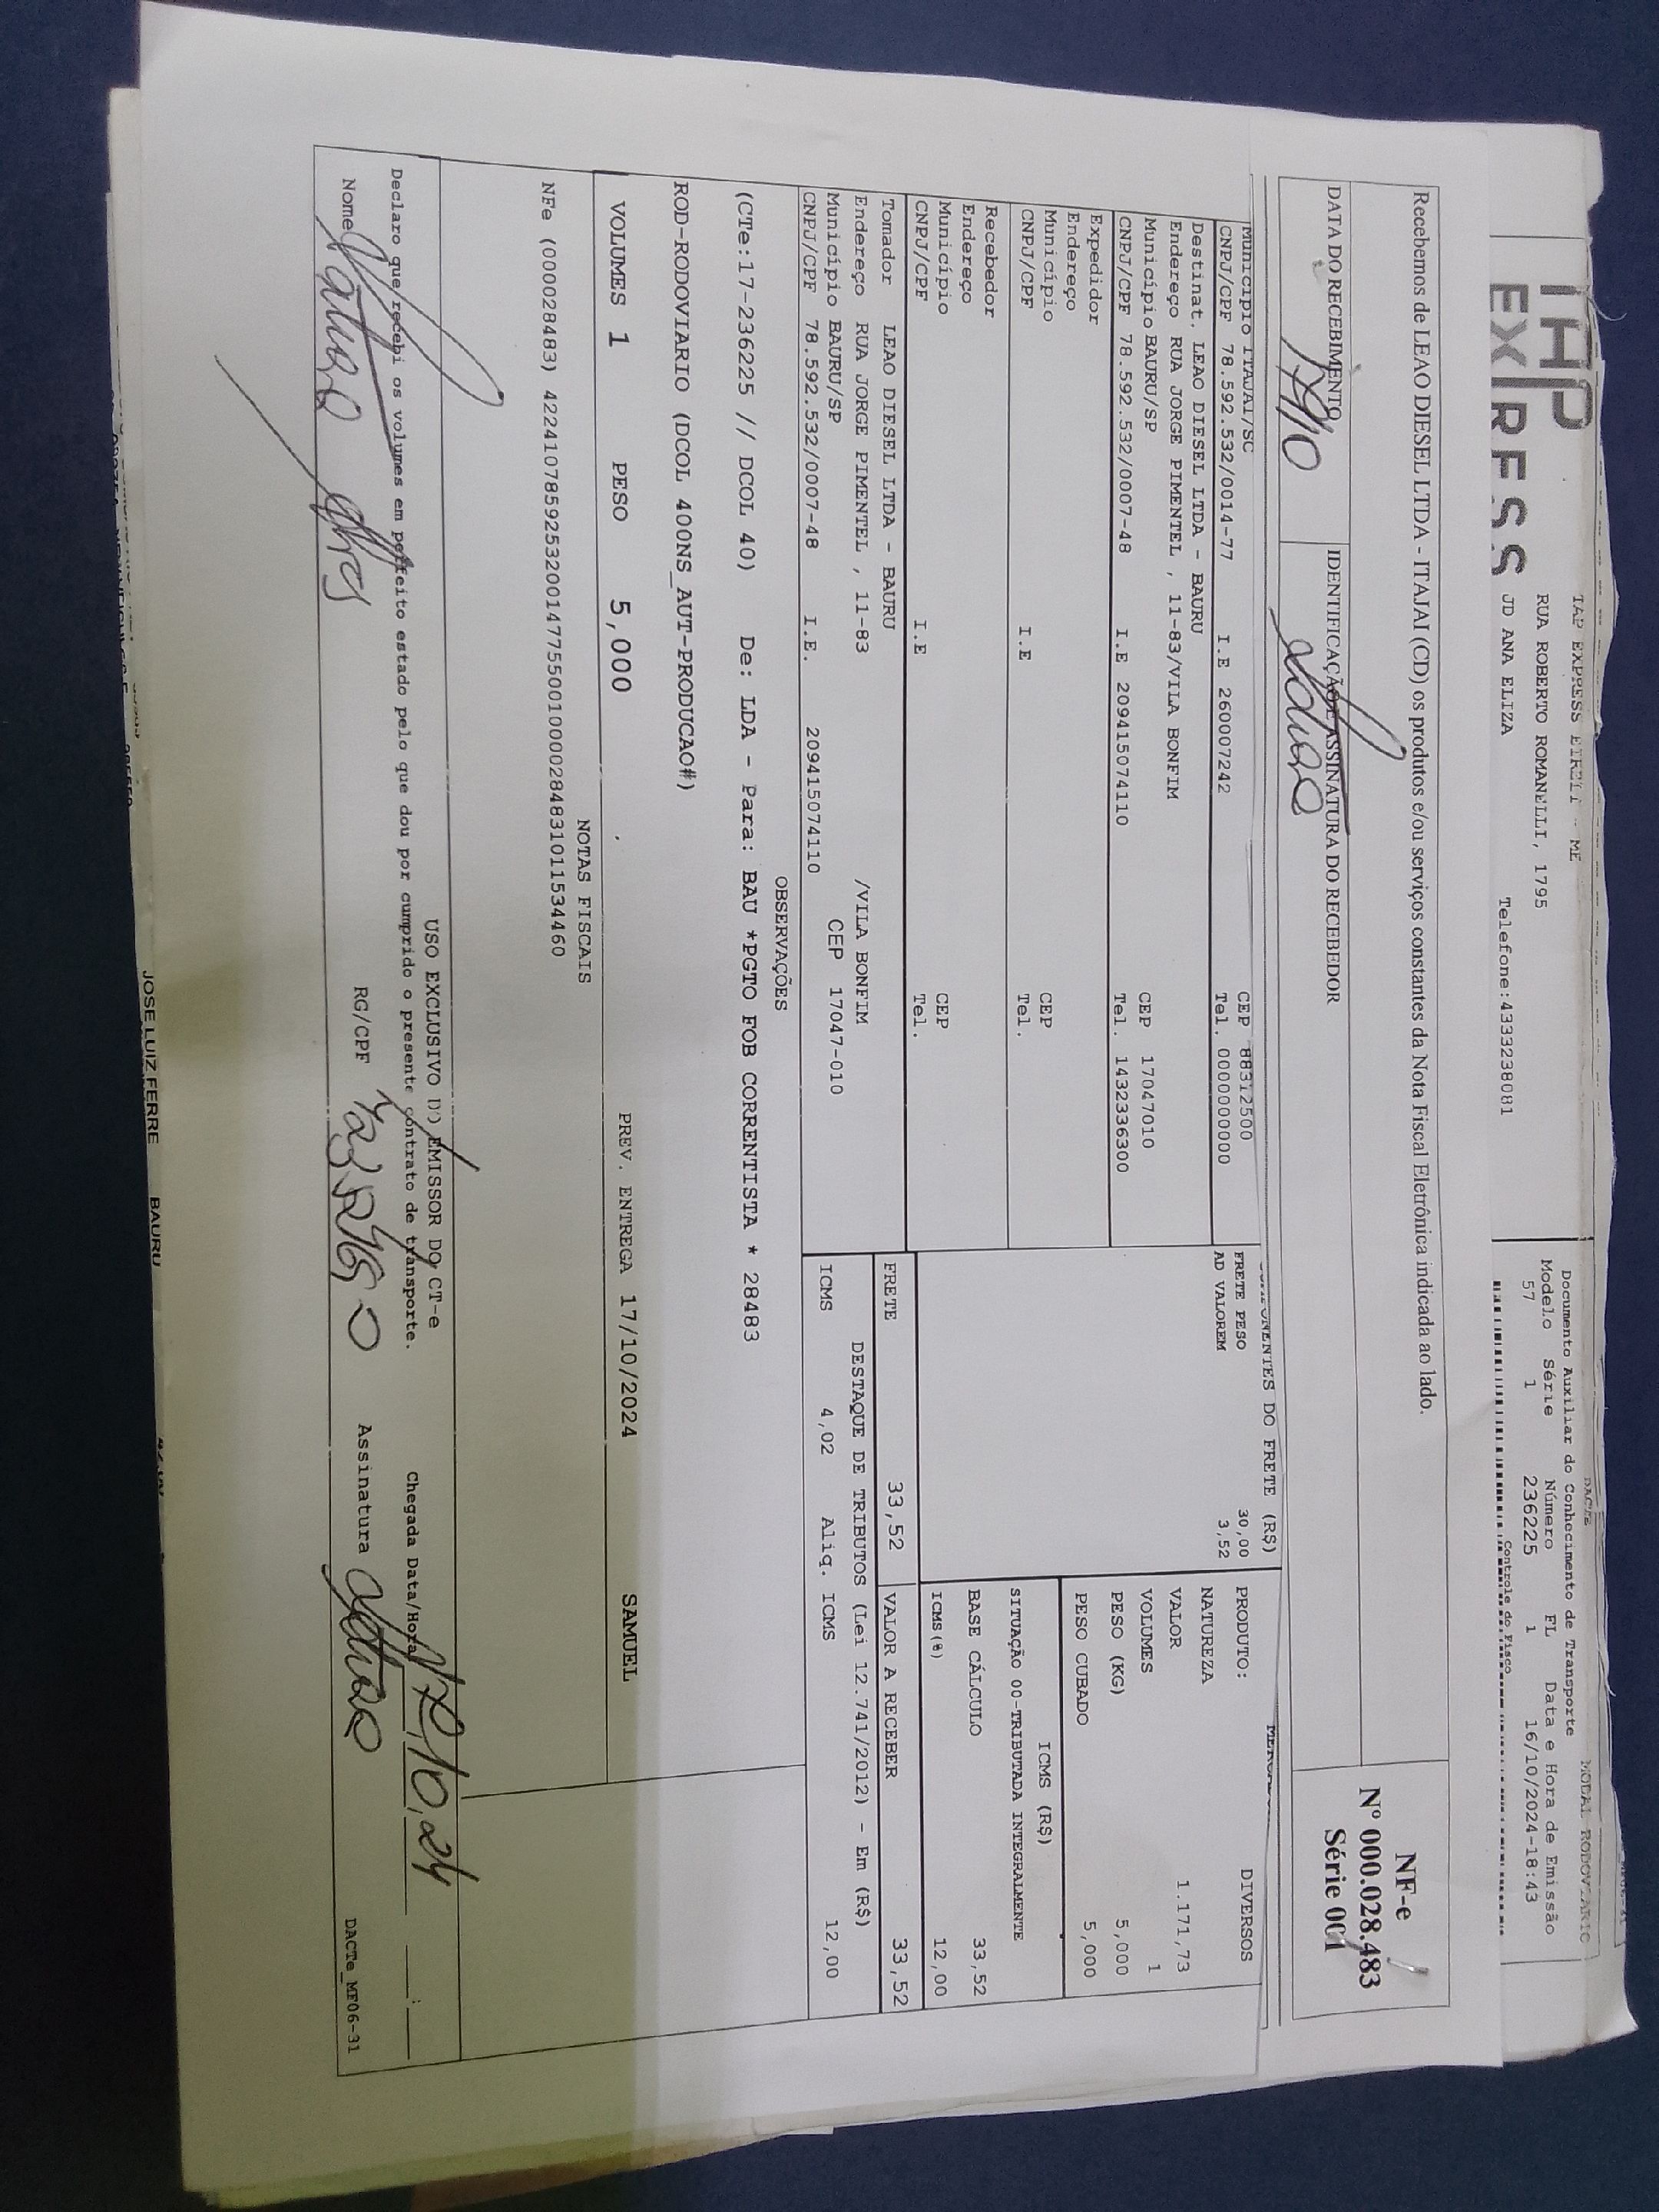 TAP EXPRESS EIRELI - ME
RUA ROBERTO ROMANELLI, 1795
JD ANA ELIZA Telefone:4333238081
EXPRESS
DACTE
MODAL RODOVIARIO
Documento Auxiliar do Conhecimento de Transporte
Modelo Série Número FL Data e Hora de Emissão
57 1 236225 1 16/10/2024-18:43
Controle do Fisco
Recebemos de LEAO DIESEL LTDA - ITAJAI (CD) os produtos e/ou serviços constantes da Nota Fiscal Eletrônica indicada ao lado.
NF-e
Nº 000.028.483
Série 001
DATA DO RECEBIMENTO
IDENTIFICAÇÃO E ASSINATURA DO RECEBEDOR
17/10
Município ITAJAI/SC CEP 88312500
CNPJ/CPF 78.592.532/0014-77 I.E 260007242 Tel. 0000000000
Destinat. LEAO DIESEL LTDA - BAURU
Endereço RUA JORGE PIMENTEL , 11-83/VILA BONFIM
Município BAURU/SP CEP 17047010
CNPJ/CPF 78.592.532/0007-48 I.E 209415074110 Tel. 1432336300
Expedidor
Endereço
Município CEP
CNPJ/CPF I.E Tel.
Recebedor
Endereço
Município CEP
CNPJ/CPF I.E Tel.
Tomador LEAO DIESEL LTDA - BAURU
Endereço RUA JORGE PIMENTEL , 11-83 /VILA BONFIM
Município BAURU/SP CEP 17047-010
CNPJ/CPF 78.592.532/0007-48 I.E. 209415074110
COMPONENTES DO FRETE (R$)
FRETE PESO 30,00
AD VALOREM 3,52
PRODUTO: DIVERSOS
NATUREZA
VALOR 1.171,73
VOLUMES 1
PESO (KG) 5,000
PESO CUBADO 5,000
ICMS (R$)
SITUAÇÃO 00-TRIBUTADA INTEGRALMENTE
BASE CÁLCULO 33,52
ICMS(%) 12,00
FRETE 33,52 VALOR A RECEBER 33,52
DESTAQUE DE TRIBUTOS (Lei 12.741/2012) - Em (R$)
ICMS 4,02 Aliq. ICMS 12,00
OBSERVAÇÕES
(CTe:17-236225 // DCOL 40) De: LDA - Para: BAU *PGTO FOB CORRENTISTA * 28483
ROD-RODOVIARIO (DCOL 400NS_AUT-PRODUCAO#)
VOLUMES 1 PESO 5,000 PREV. ENTREGA 17/10/2024 SAMUEL
NOTAS FISCAIS
NFe (000028483) 42241078592532001477550010000284831011534460
USO EXCLUSIVO DO EMISSOR DO CT-e
Declaro que recebi os volumes em perfeito estado pelo que dou por cumprido o presente contrato de transporte.
Chegada Data/Hora 17/10/24 :
Nome RG/CPF Assinatura
DACTe_MF06-31
JOSE LUIZ FERRE BAURU